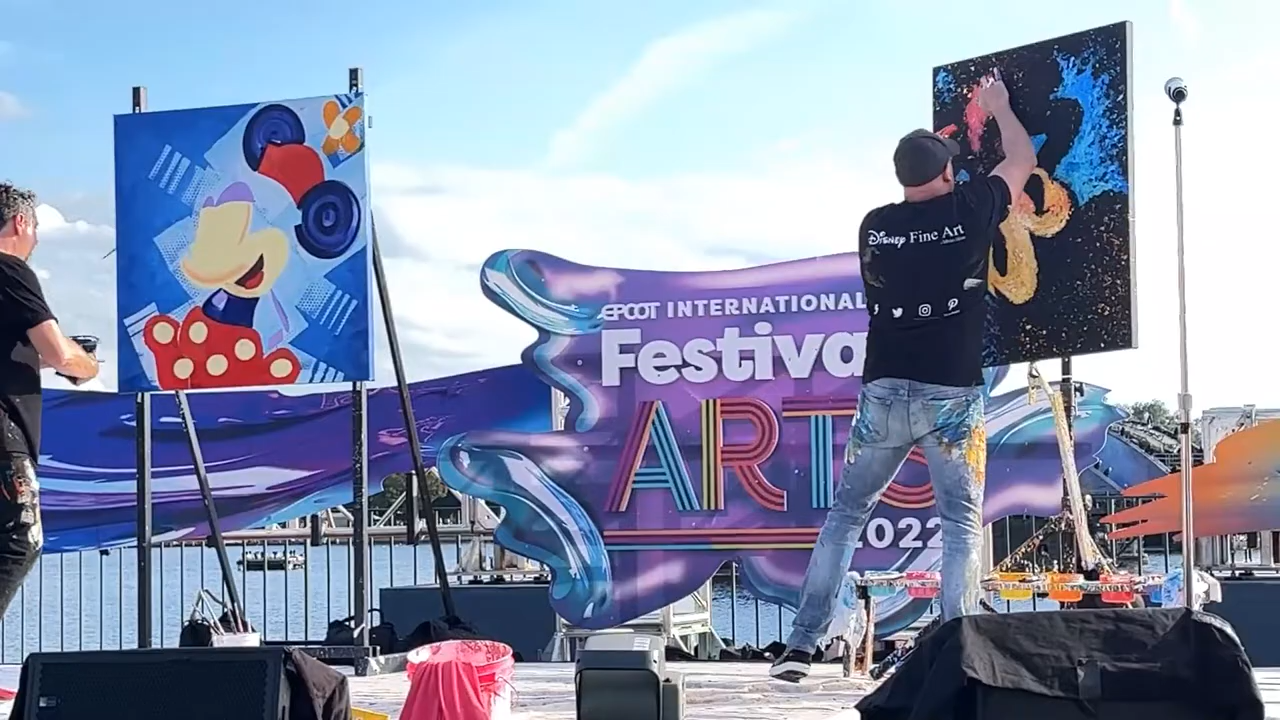 EPCOT INTERNATIONAL
Festiva
ARTS
2022
Disney Fine Art